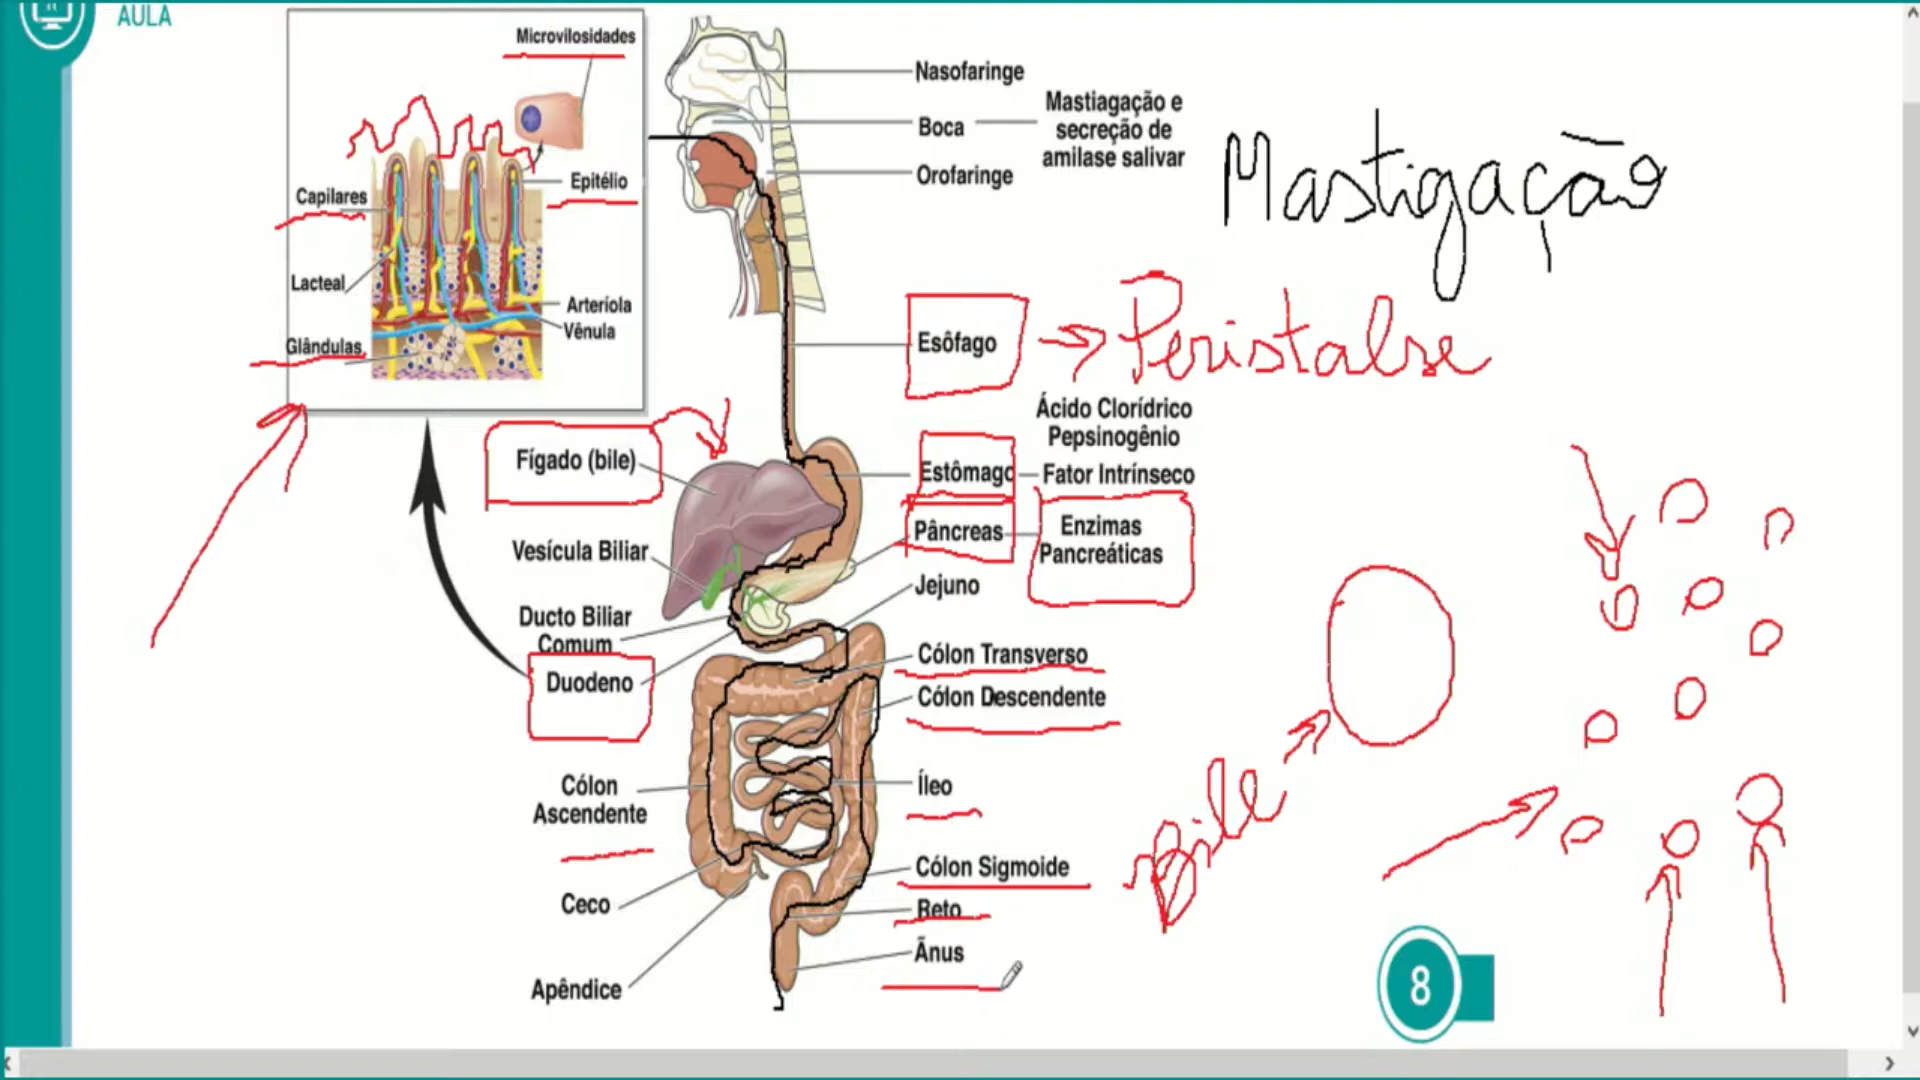 AULA
Microvilosidades
Capilares
Epitélio
Lacteal
Arteríola
Vênula
Glândulas
Nasofaringe
Boca
Orofaringe
Mastiagação e
secreção de
amilase salivar
Mastigação
Esôfago
Peristalse
Ácido Clorídrico
Pepsinogênio
Fator Intrínseco
Estômago
Fígado (bile)
Pâncreas
Enzimas
Pancreáticas
Vesícula Biliar
Jejuno
Ducto Biliar
Comum
Duodeno
Cólon Transverso
Cólon Descendente
Cólon
Ascendente
Íleo
Bile
Ceco
Cólon Sigmoide
Reto
Ãnus
Apêndice
8